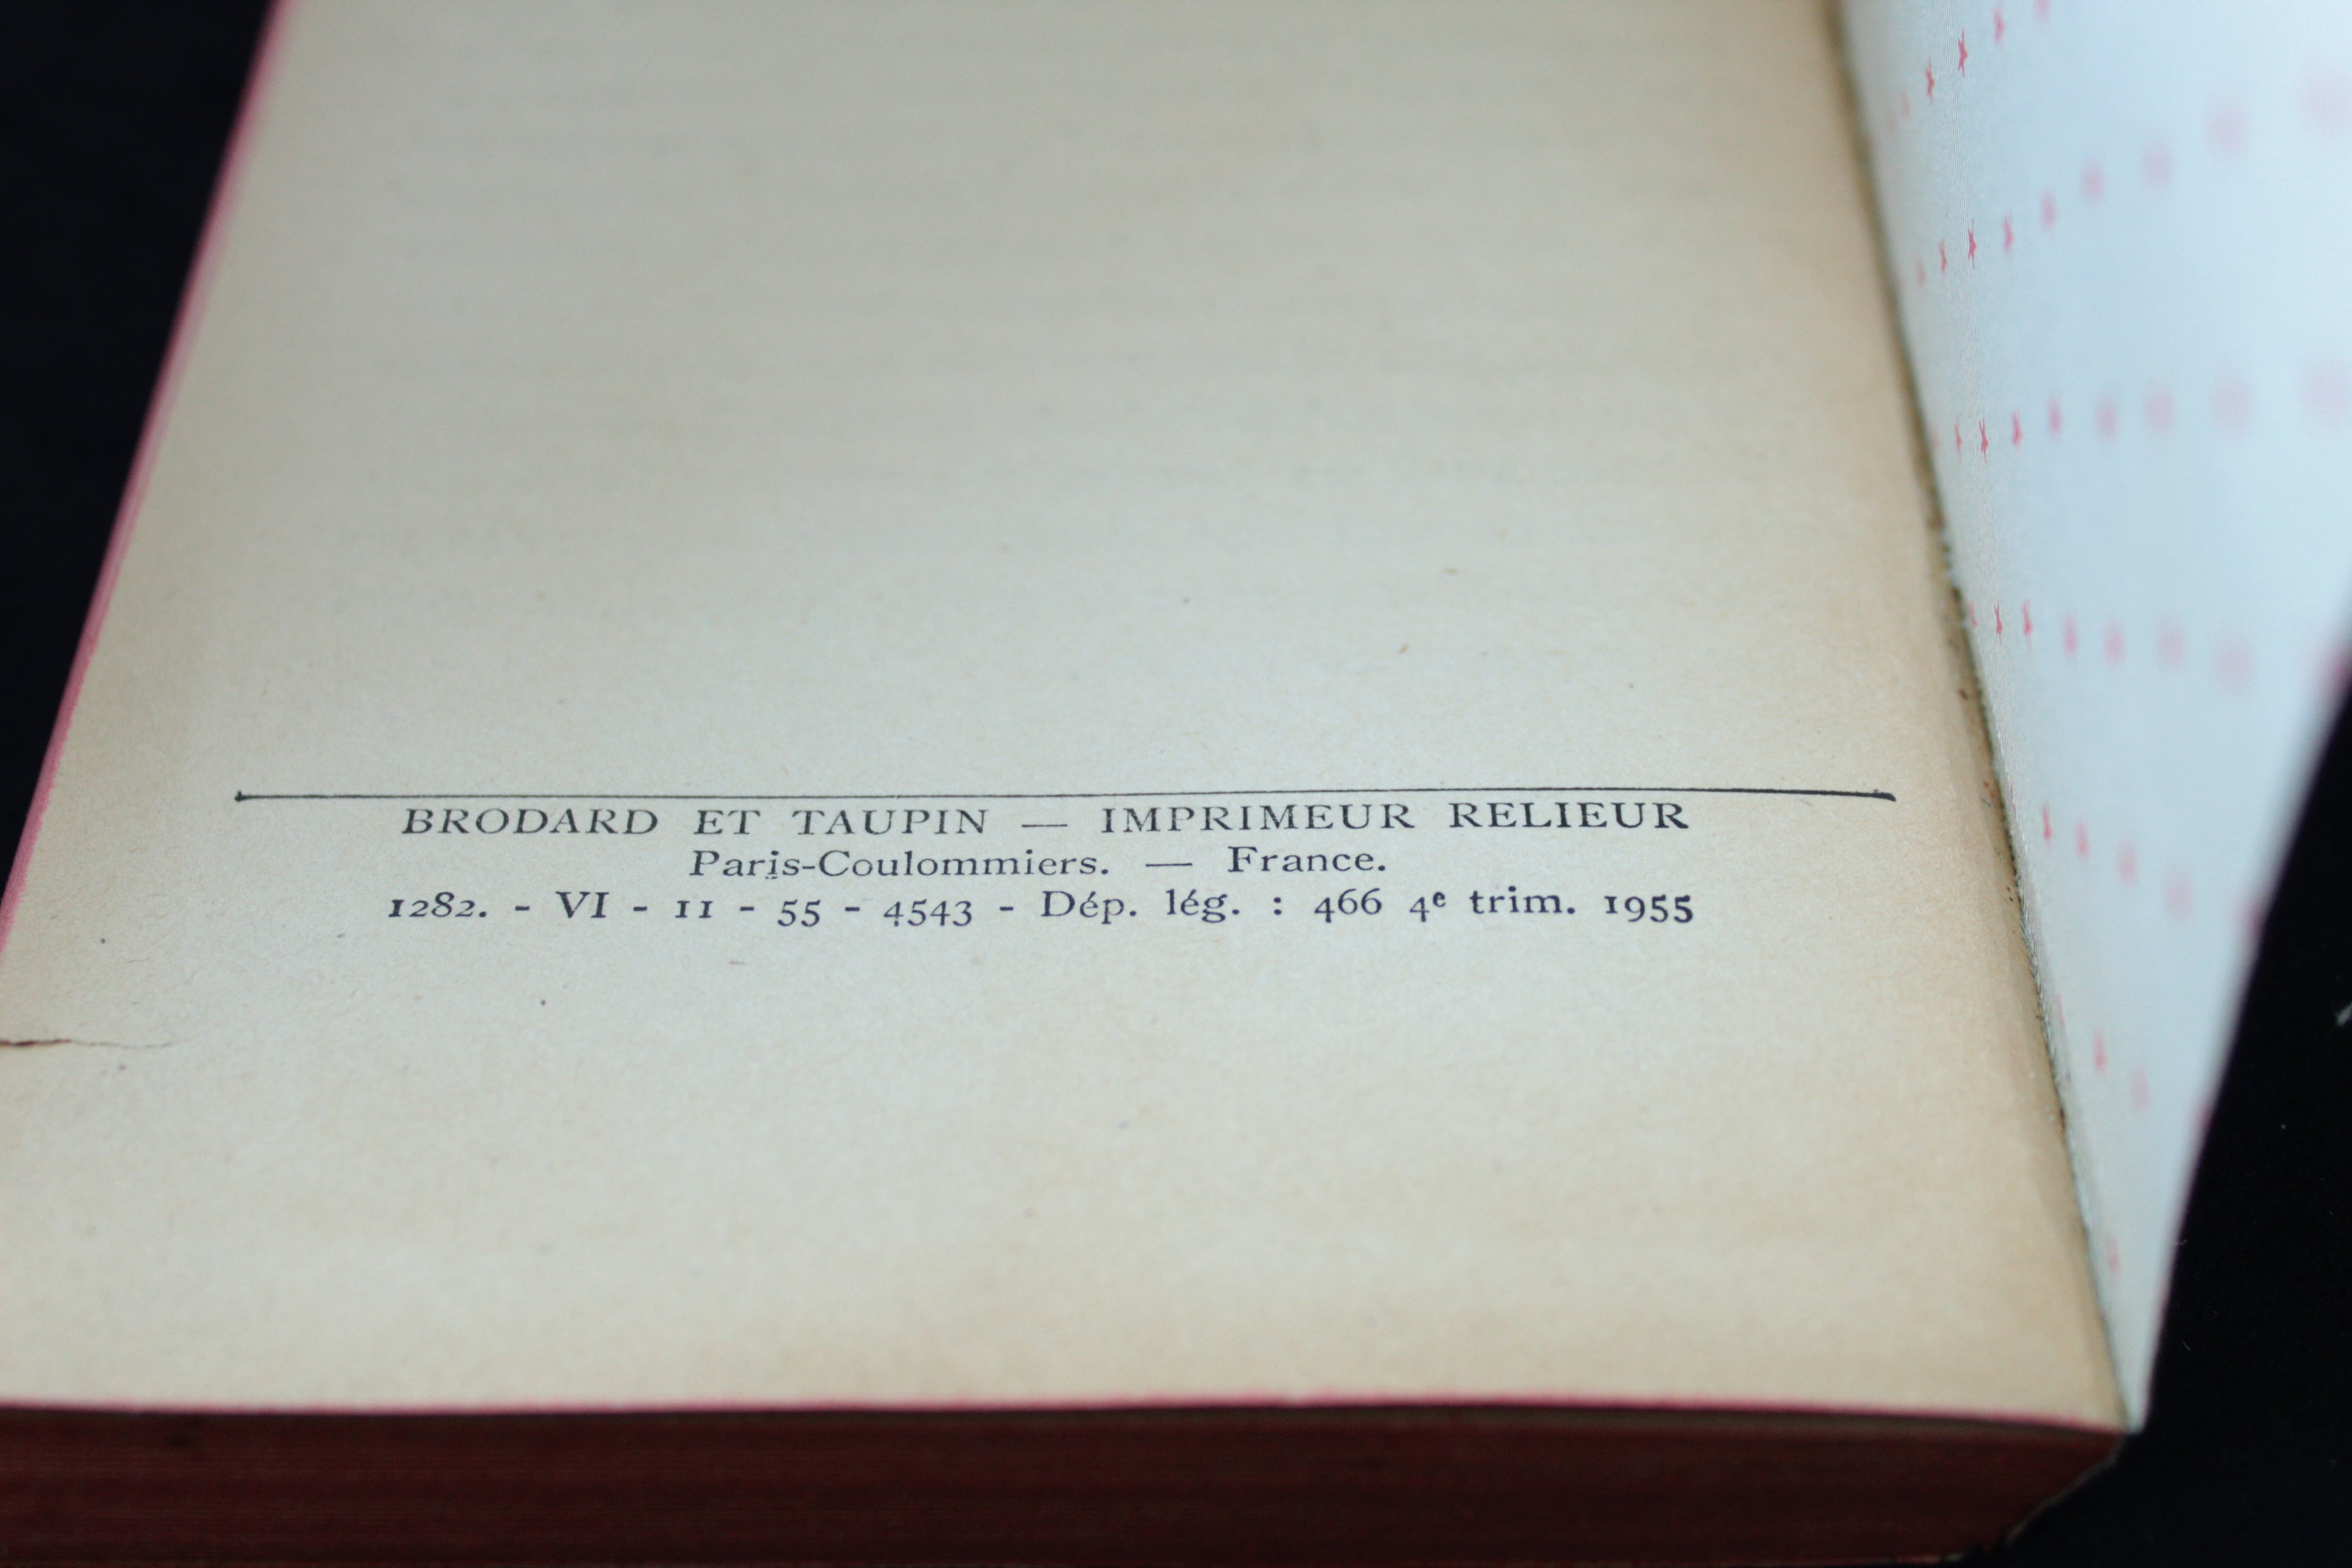 BRODARD ET TAUPIN — IMPRIMEUR RELIEUR
Paris-Coulommiers. — France.
1282. - VI - 11 - 55 - 4543 - Dép. lég. : 466 4e trim. 1955